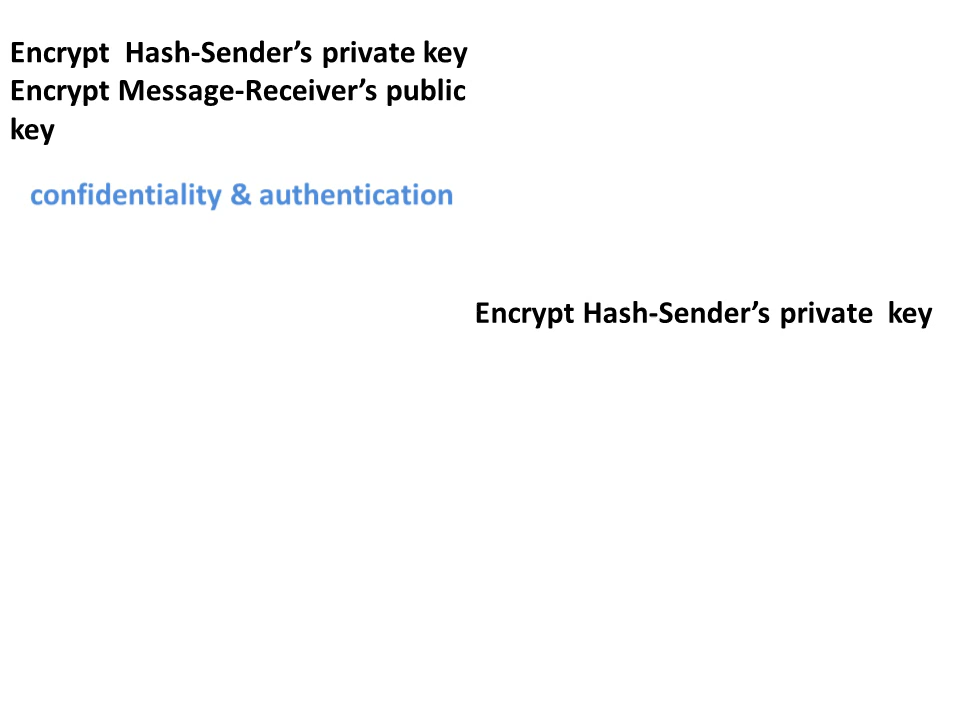 Encrypt  Hash-Sender’s private key
Encrypt Message-Receiver’s public
key
confidentiality & authentication
Encrypt Hash-Sender’s private  key